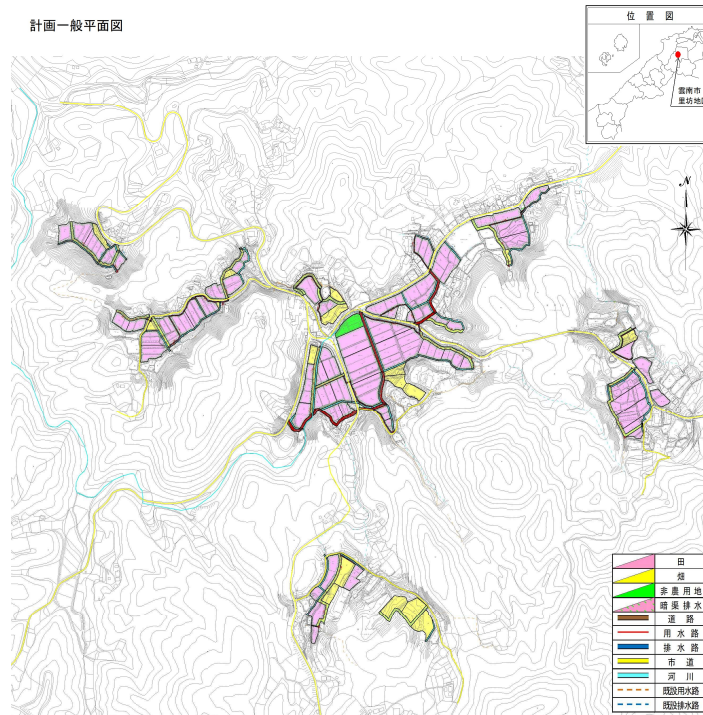 計画一般平面図
位置図
雲南市
里坊地区
N
田
畑
非農用地
暗渠排水
道路
用水路
排水路
市道
河川
既設用水路
既設排水路